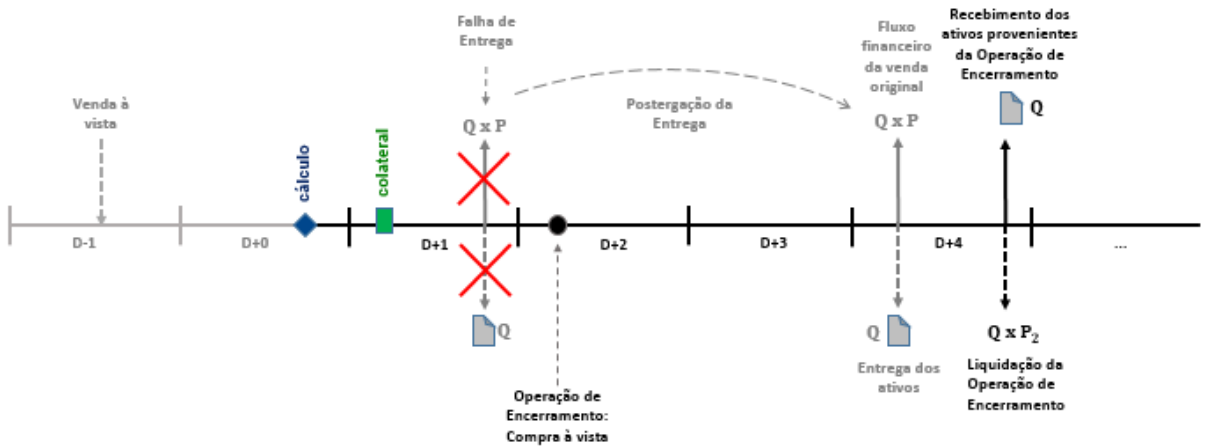 Falha de
Entrega
Fluxo
financeiro
da venda
original
Recebimento dos
ativos provenientes
da Operação de
Encerramento
Venda à
vista
Postergação da
Entrega
Q x P
Q x P
Q
cálculo
colateral
D-1
D+0
D+1
D+2
D+3
D+4
...
Q
Q
Q x P₂
Entrega dos
ativos
Liquidação da
Operação de
Encerramento
Operação de
Encerramento:
Compra à vista